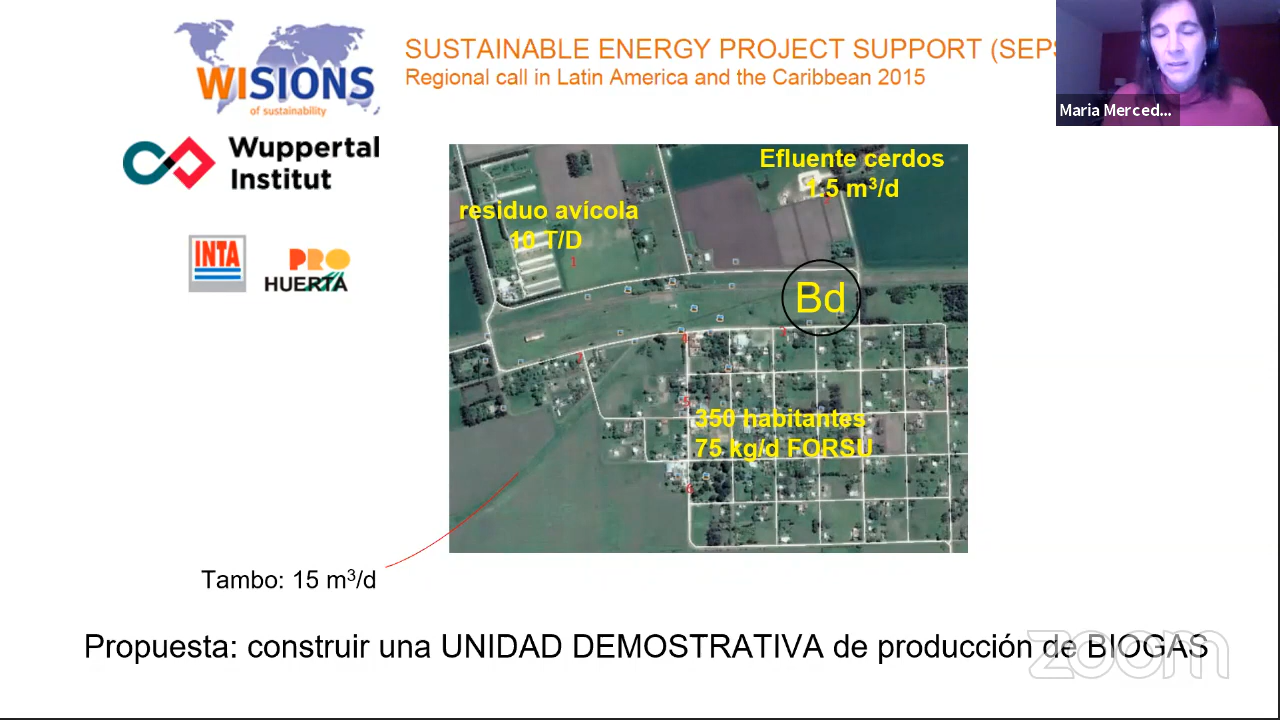 WISIONS
of sustainability
SUSTAINABLE ENERGY PROJECT SUPPORT (SEPS
Regional call in Latin America and the Caribbean 2015
Maria Merced...
Wuppertal
Institut
INTA
PRO
HUERTA
Efluente cerdos
1.5 m³/d
residuo avícola
10 T/D
Bd
350 habitantes
75 kg/d FORSU
Tambo: 15 m³/d
Propuesta: construir una UNIDAD DEMOSTRATIVA de producción de BIOGAS
zoom